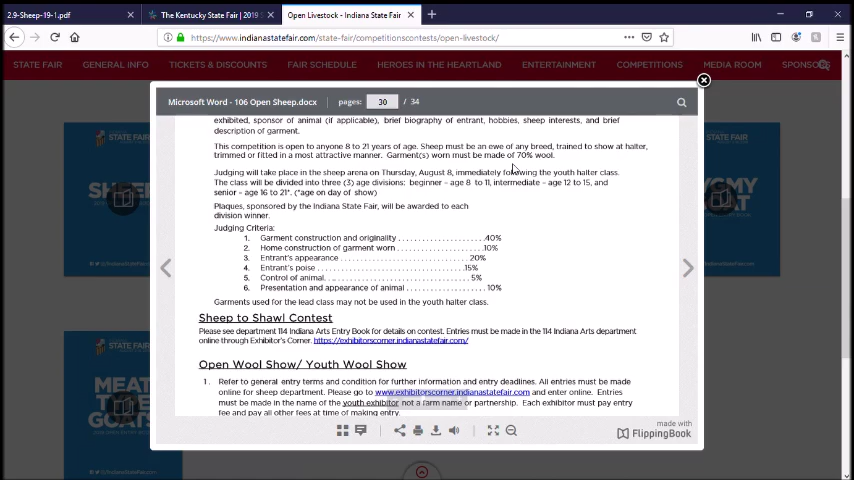 2.9-Sheep-19-1.pdf
The Kentucky State Fair | 2019 S
Open Livestock - Indiana State Fair
https://www.indianastatefair.com/state-fair/competitionscontests/open-livestock/
STATE FAIR GENERAL INFO TICKETS & DISCOUNTS FAIR SCHEDULE HEROES IN THE HEARTLAND ENTERTAINMENT COMPETITIONS MEDIA ROOM SPONSORS
Microsoft Word - 106 Open Sheep.docx pages: 30 / 34
exhibited, sponsor of animal (if applicable), brief biography of entrant, hobbies, sheep interests, and brief
description of garment.
This competition is open to anyone 8 to 21 years of age. Sheep must be an ewe of any breed, trained to show at halter,
trimmed or fitted in a most attractive manner. Garment(s) worn must be made of 70% wool.
Judging will take place in the sheep arena on Thursday, August 8, immediately following the youth halter class.
The class will be divided into three (3) age divisions: beginner – age 8 to 11, intermediate – age 12 to 15, and
senior – age 16 to 21*. (*age on day of show)
Plaques, sponsored by the Indiana State Fair, will be awarded to each
division winner.
Judging Criteria:
1. Garment construction and originality . . . . . . . . . . . . . . . . . . . . . .40%
2. Home construction of garment worn . . . . . . . . . . . . . . . . . . . . . .10%
3. Entrant's appearance . . . . . . . . . . . . . . . . . . . . . . . . . . . . . . 20%
4. Entrant's poise . . . . . . . . . . . . . . . . . . . . . . . . . . . . . . . . . . .15%
5. Control of animal. . . . . . . . . . . . . . . . . . . . . . . . . . . . . . . . . . 5%
6. Presentation and appearance of animal . . . . . . . . . . . . . . . . . . 10%
Garments used for the lead class may not be used in the youth halter class.
Sheep to Shawl Contest
Please see department 114 Indiana Arts Entry Book for details on contest. Entries must be made in the 114 Indiana Arts department
online through Exhibitor's Corner. https://exhibitorscorner.indianastatefair.com/
Open Wool Show/ Youth Wool Show
1. Refer to general entry terms and condition for further information and entry deadlines. All entries must be made
online for sheep department. Please go to www.exhibitorscorner.indianastatefair.com and enter online. Entries
must be made in the name of the youth exhibitor not a farm name or partnership. Each exhibitor must pay entry
fee and pay all other fees at time of making entry.
made with
FlippingBook
STATE FAIR
SHE
YGMY
AT
MEAT
GOATS